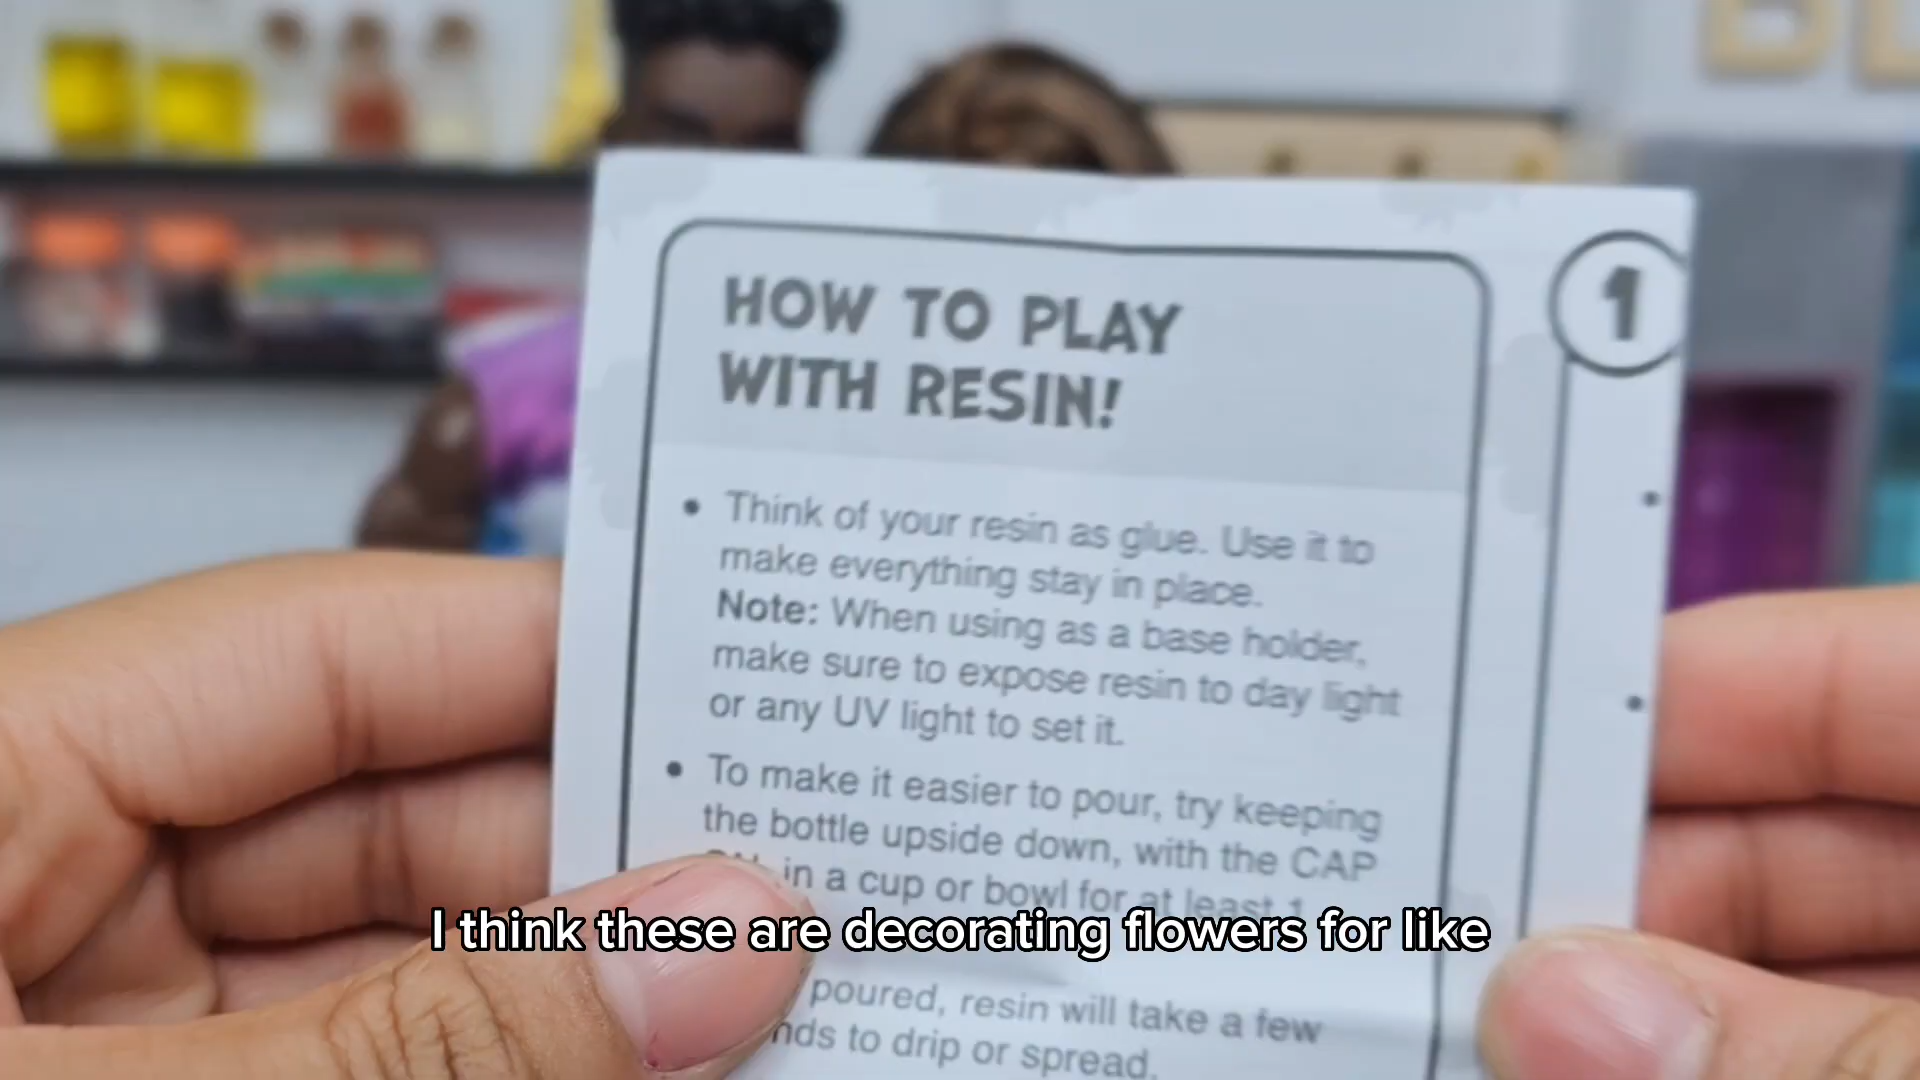 HOW TO PLAY
WITH RESIN!
1
• Think of your resin as glue. Use it to
make everything stay in place.
Note: When using as a base holder,
make sure to expose resin to day light
or any UV light to set it.
• To make it easier to pour, try keeping
the bottle upside down, with the CAP
in a cup or bowl for at least 1
I think these are decorating flowers for like
poured, resin will take a few
to drip or spread.